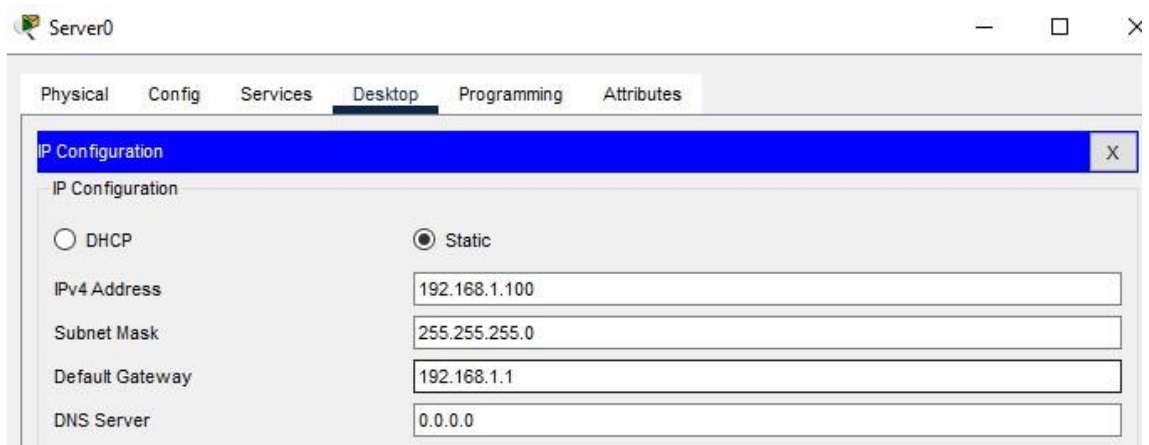 Server0
Physical Config Services Desktop Programming Attributes
IP Configuration X
IP Configuration
DHCP Static
IPv4 Address 192.168.1.100
Subnet Mask 255.255.255.0
Default Gateway 192.168.1.1
DNS Server 0.0.0.0